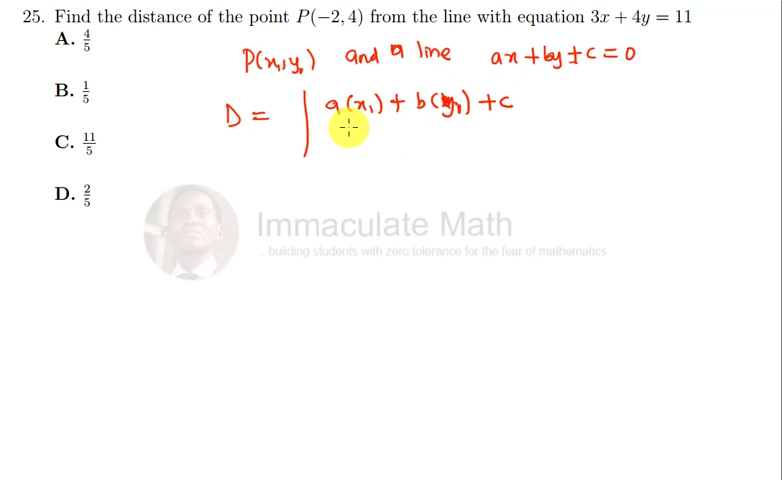 25. Find the distance of the point P(−2, 4) from the line with equation 3x + 4y = 11
A. 4/5
P(x₁, y₁) and a line ax + by ± c = 0
B. 1/5
D = | a(x₁) + b(y₁) + c
C. 11/5
D. 2/5
Immaculate Math
...building students with zero tolerance for the fear of mathematics